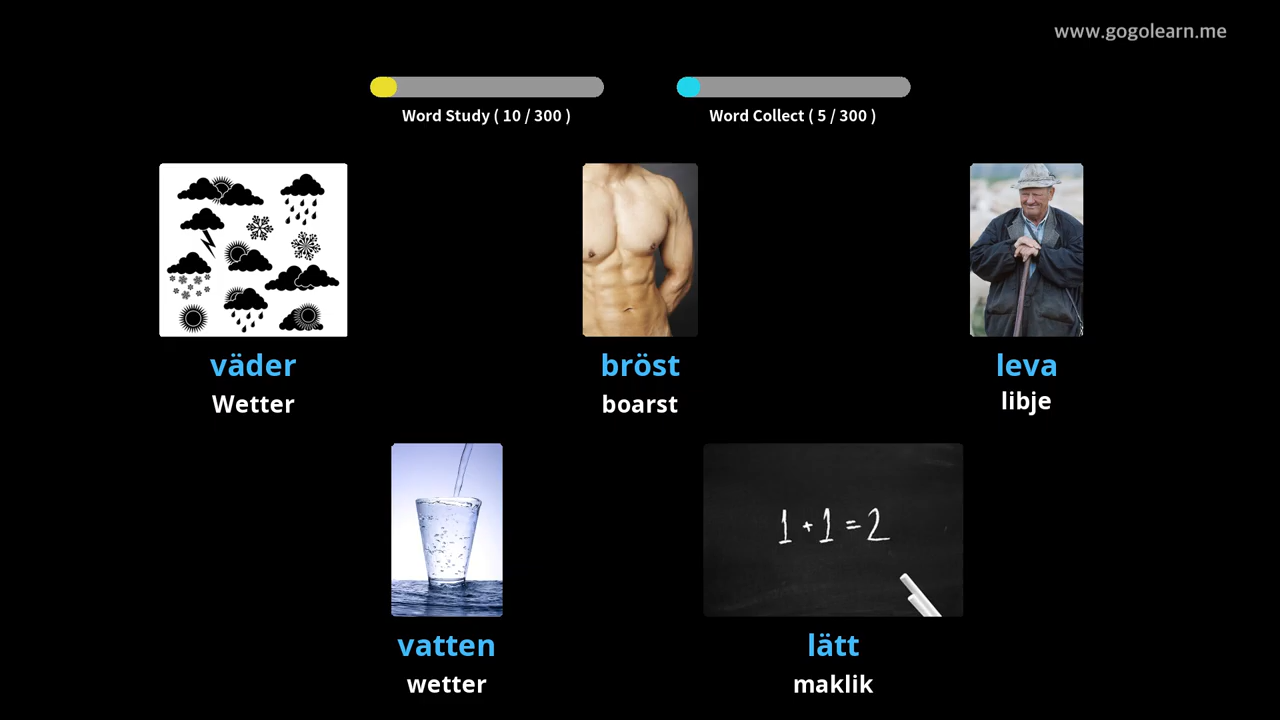 www.gogolearn.me
Word Study ( 10 / 300 )
Word Collect ( 5 / 300 )
väder
Wetter
bröst
boarst
leva
libje
1 + 1 = 2
vatten
wetter
lätt
maklik